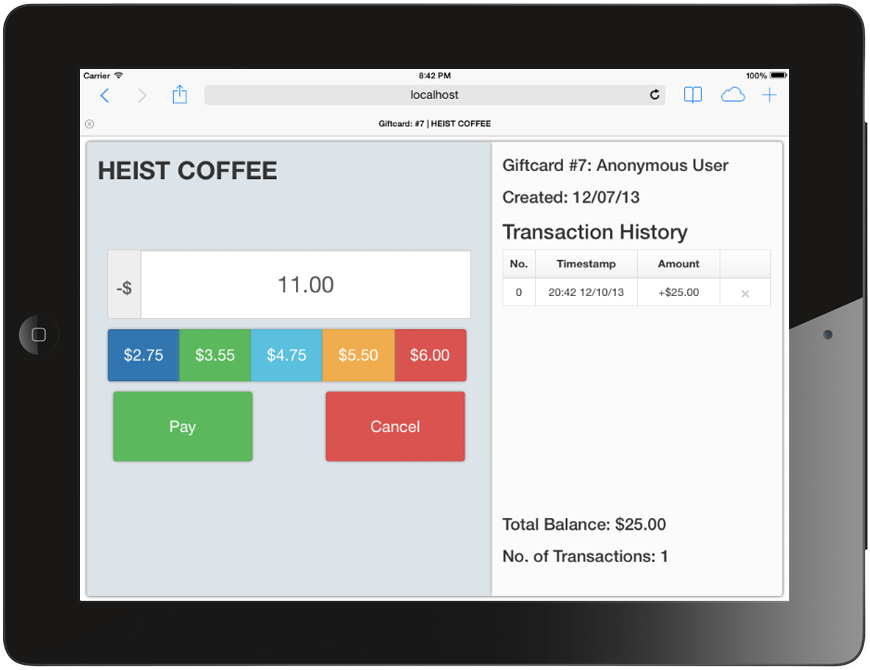 Carrier 8:42 PM 100%
localhost
Giftcard: #7 | HEIST COFFEE
HEIST COFFEE
-$ 11.00
$2.75 $3.55 $4.75 $5.50 $6.00
Pay Cancel
Giftcard #7: Anonymous User
Created: 12/07/13
Transaction History
No. Timestamp Amount
0 20:42 12/10/13 +$25.00
Total Balance: $25.00
No. of Transactions: 1